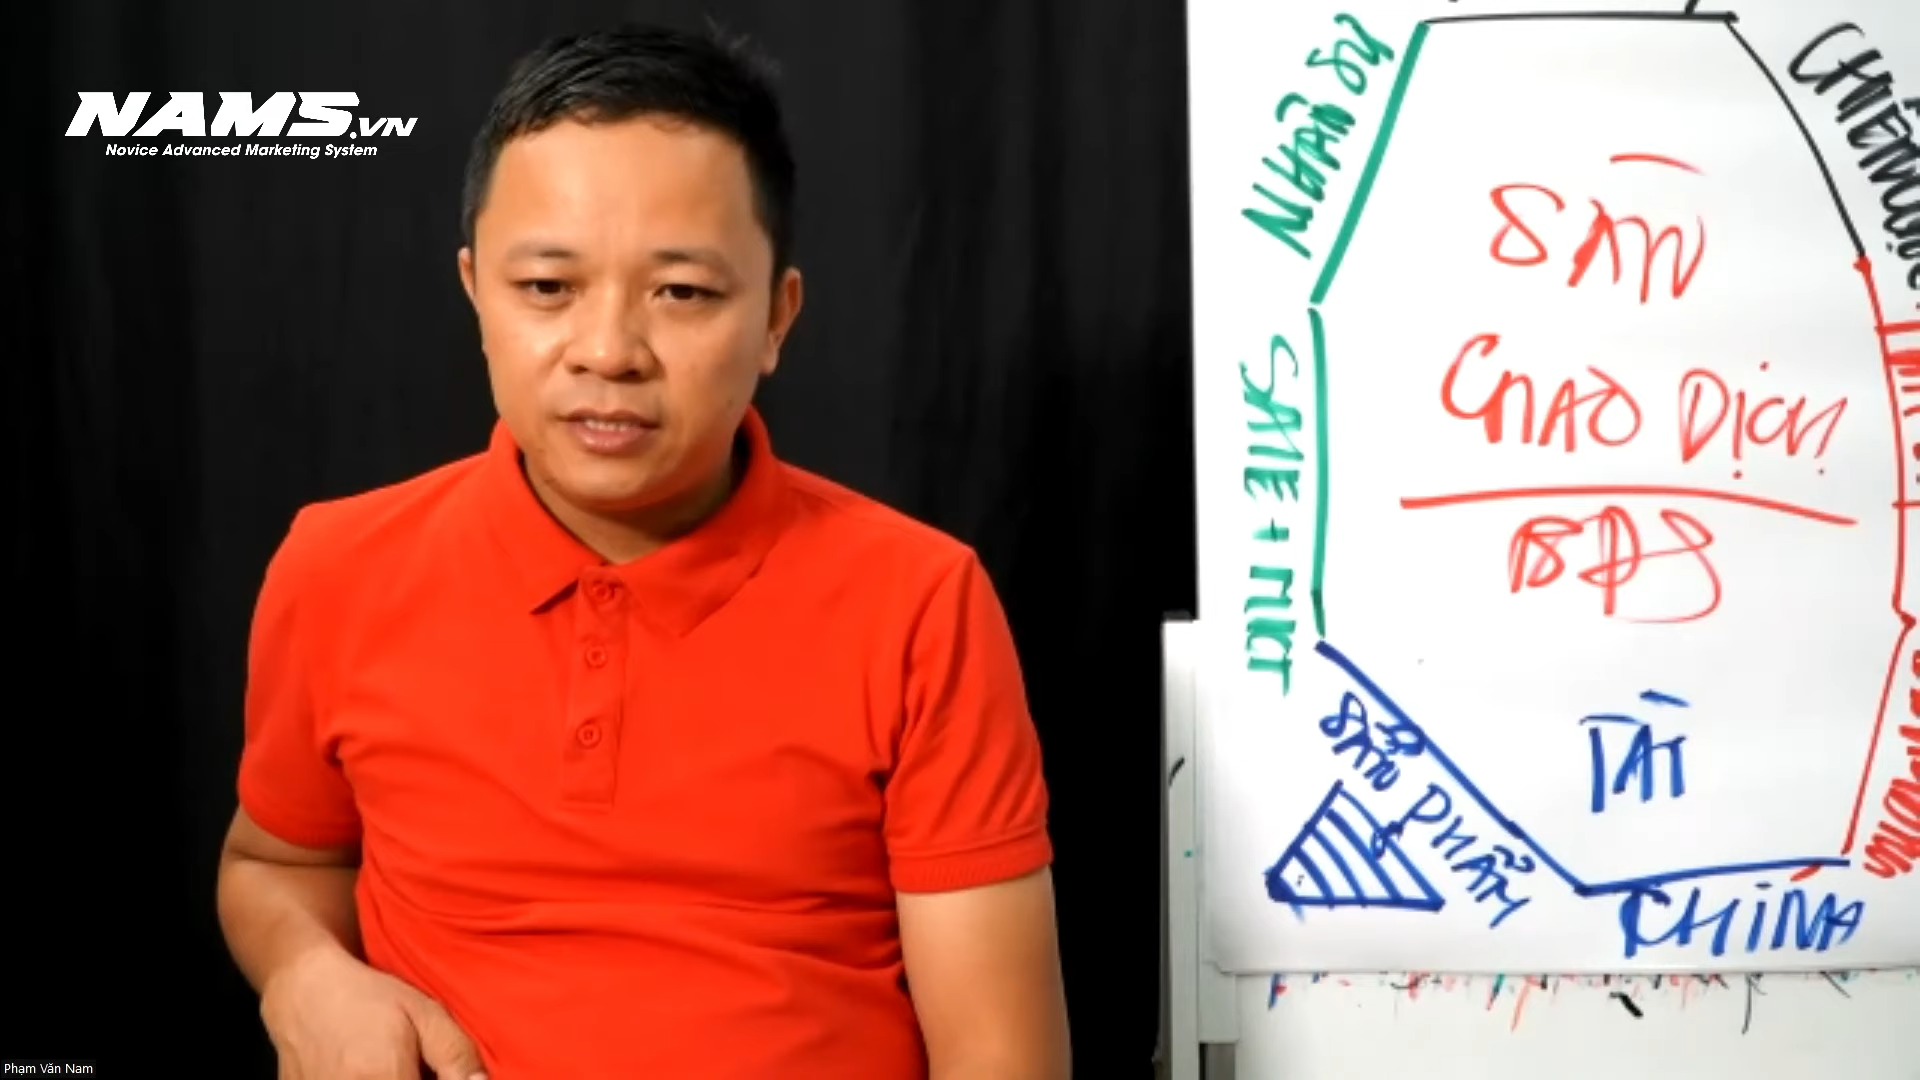 NAMS.VN
Novice Advanced Marketing System
NHÂN SỰ
SÀN
GIAO DỊCH
BĐS
SALE + MKT
SẢN PHẨM
TÀI
CHÍNH
Phạm Văn Nam